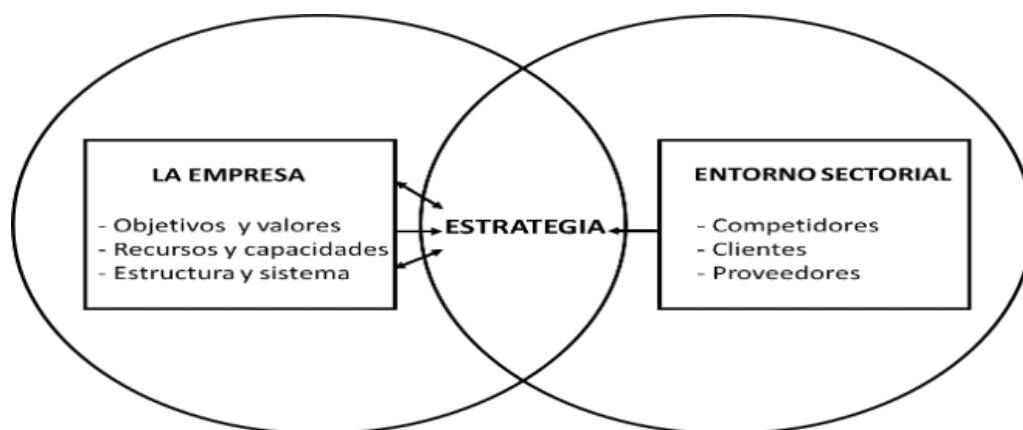 LA EMPRESA
- Objetivos y valores
- Recursos y capacidades
- Estructura y sistema
ESTRATEGIA
ENTORNO SECTORIAL
- Competidores
- Clientes
- Proveedores